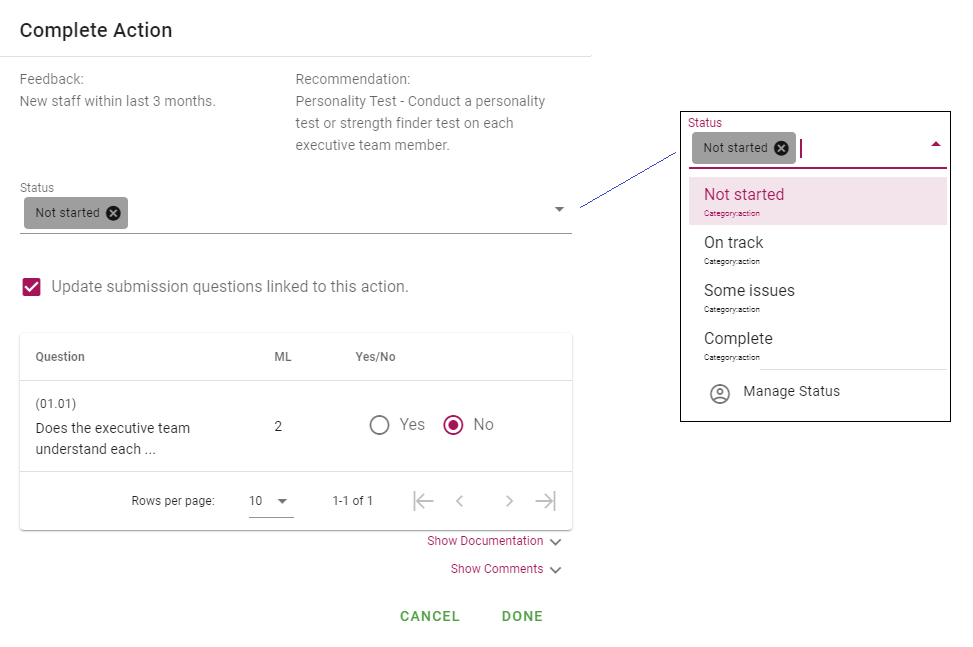 Complete Action
Feedback:
New staff within last 3 months.
Recommendation:
Personality Test - Conduct a personality
test or strength finder test on each
executive team member.
Status
Not started
Update submission questions linked to this action.
Question ML Yes/No
(01.01)
Does the executive team
understand each ...
2
Yes No
Rows per page: 10 1-1 of 1
Show Documentation
Show Comments
CANCEL DONE
Status
Not started
Not started
Category:action
On track
Category:action
Some issues
Category:action
Complete
Category:action
Manage Status